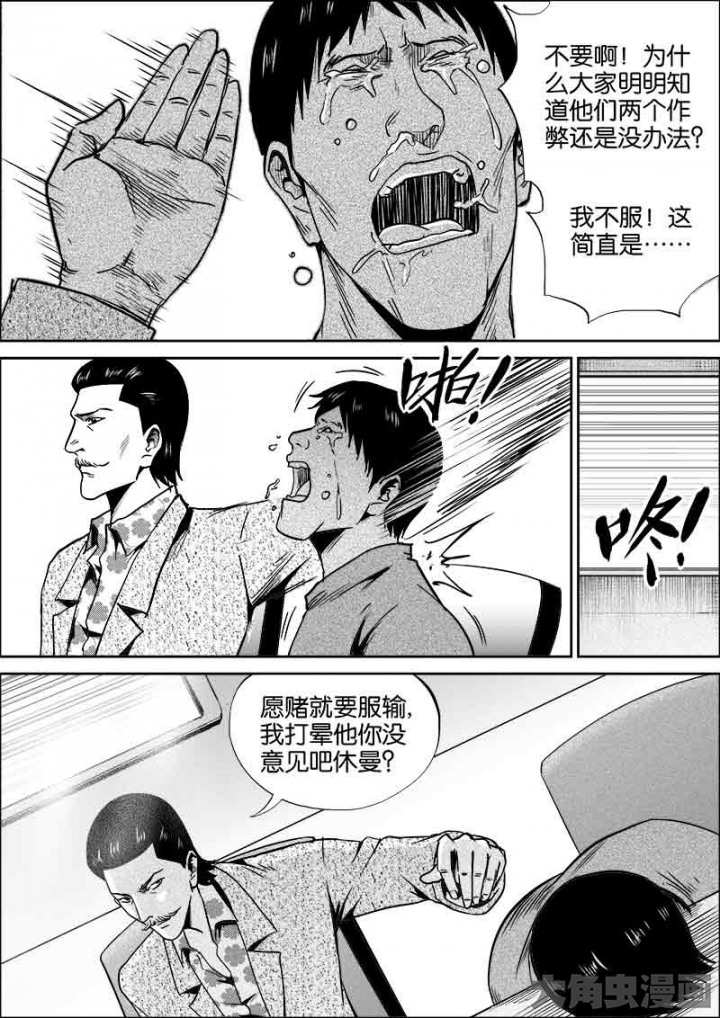 不要啊！为什
么大家明明知
道他们两个作
弊还是没办法？
我不服！这
简直是……
啪！
咚！
愿赌就要服输，
我打晕他你没
意见吧休曼？
大角虫漫画